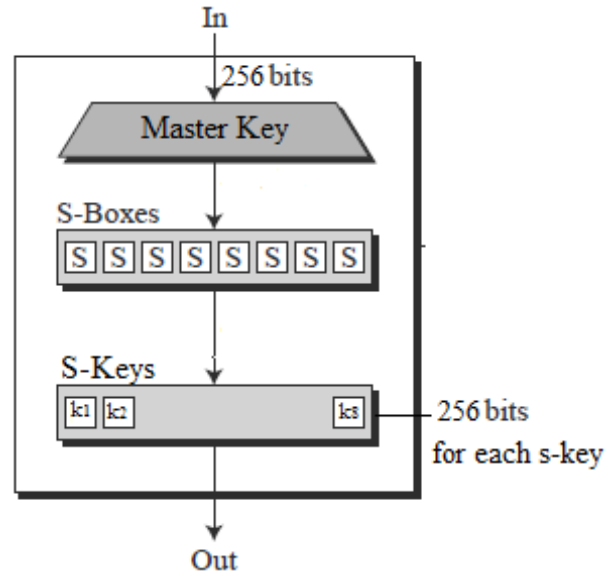 In
256 bits
Master Key
S-Boxes
S S S S S S S S
S-Keys
k1 k2 k8
256 bits
for each s-key
Out